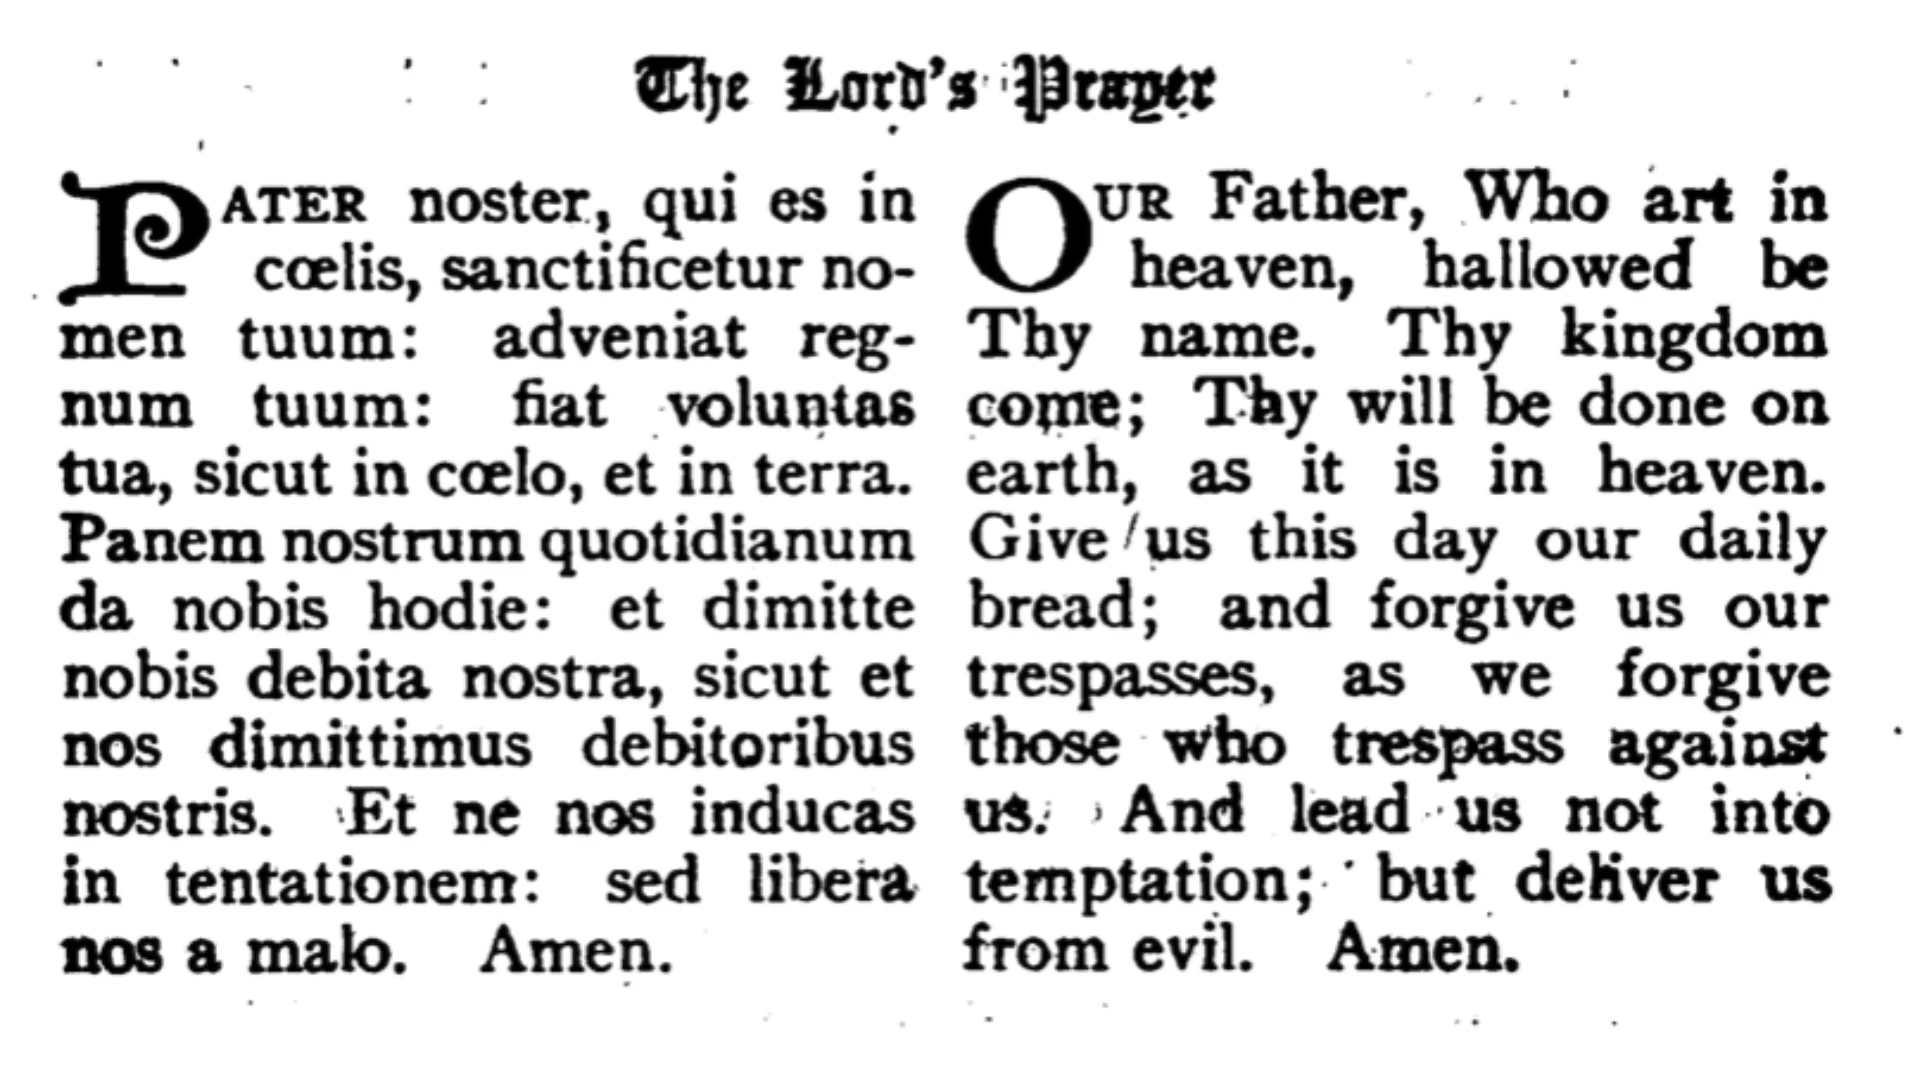 The Lord's Prayer
PATER noster, qui es in
cœlis, sanctificetur no-
men tuum: adveniat reg-
num tuum: fiat voluntas
tua, sicut in cœlo, et in terra.
Panem nostrum quotidianum
da nobis hodie: et dimitte
nobis debita nostra, sicut et
nos dimittimus debitoribus
nostris. Et ne nos inducas
in tentationem: sed libera
nos a malo. Amen.
OUR Father, Who art in
heaven, hallowed be
Thy name. Thy kingdom
come; Thy will be done on
earth, as it is in heaven.
Give us this day our daily
bread; and forgive us our
trespasses, as we forgive
those who trespass against
us. And lead us not into
temptation; but deliver us
from evil. Amen.